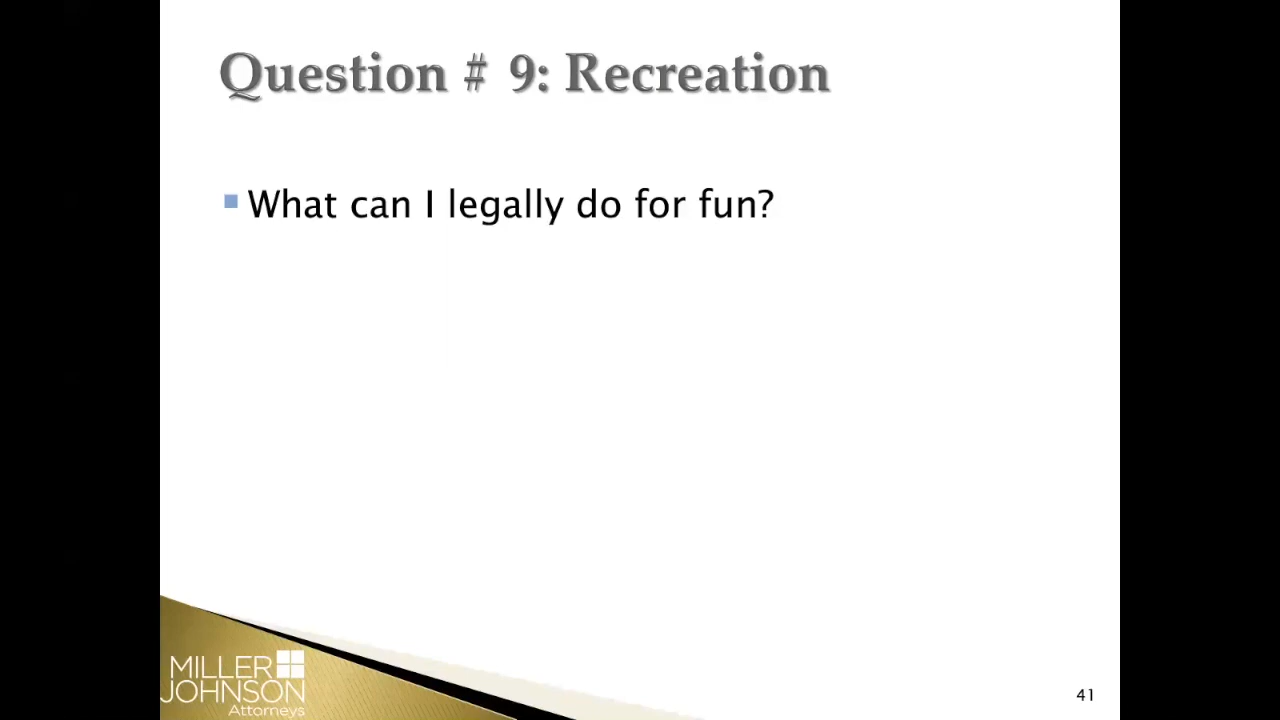 Question # 9: Recreation
What can I legally do for fun?
MILLER
JOHNSON
Attorneys
41